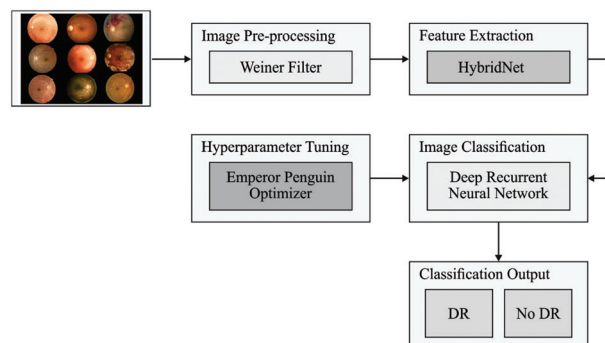 Image Pre-processing
Weiner Filter
Feature Extraction
HybridNet
Hyperparameter Tuning
Emperor Penguin
Optimizer
Image Classification
Deep Recurrent
Neural Network
Classification Output
DR
No DR